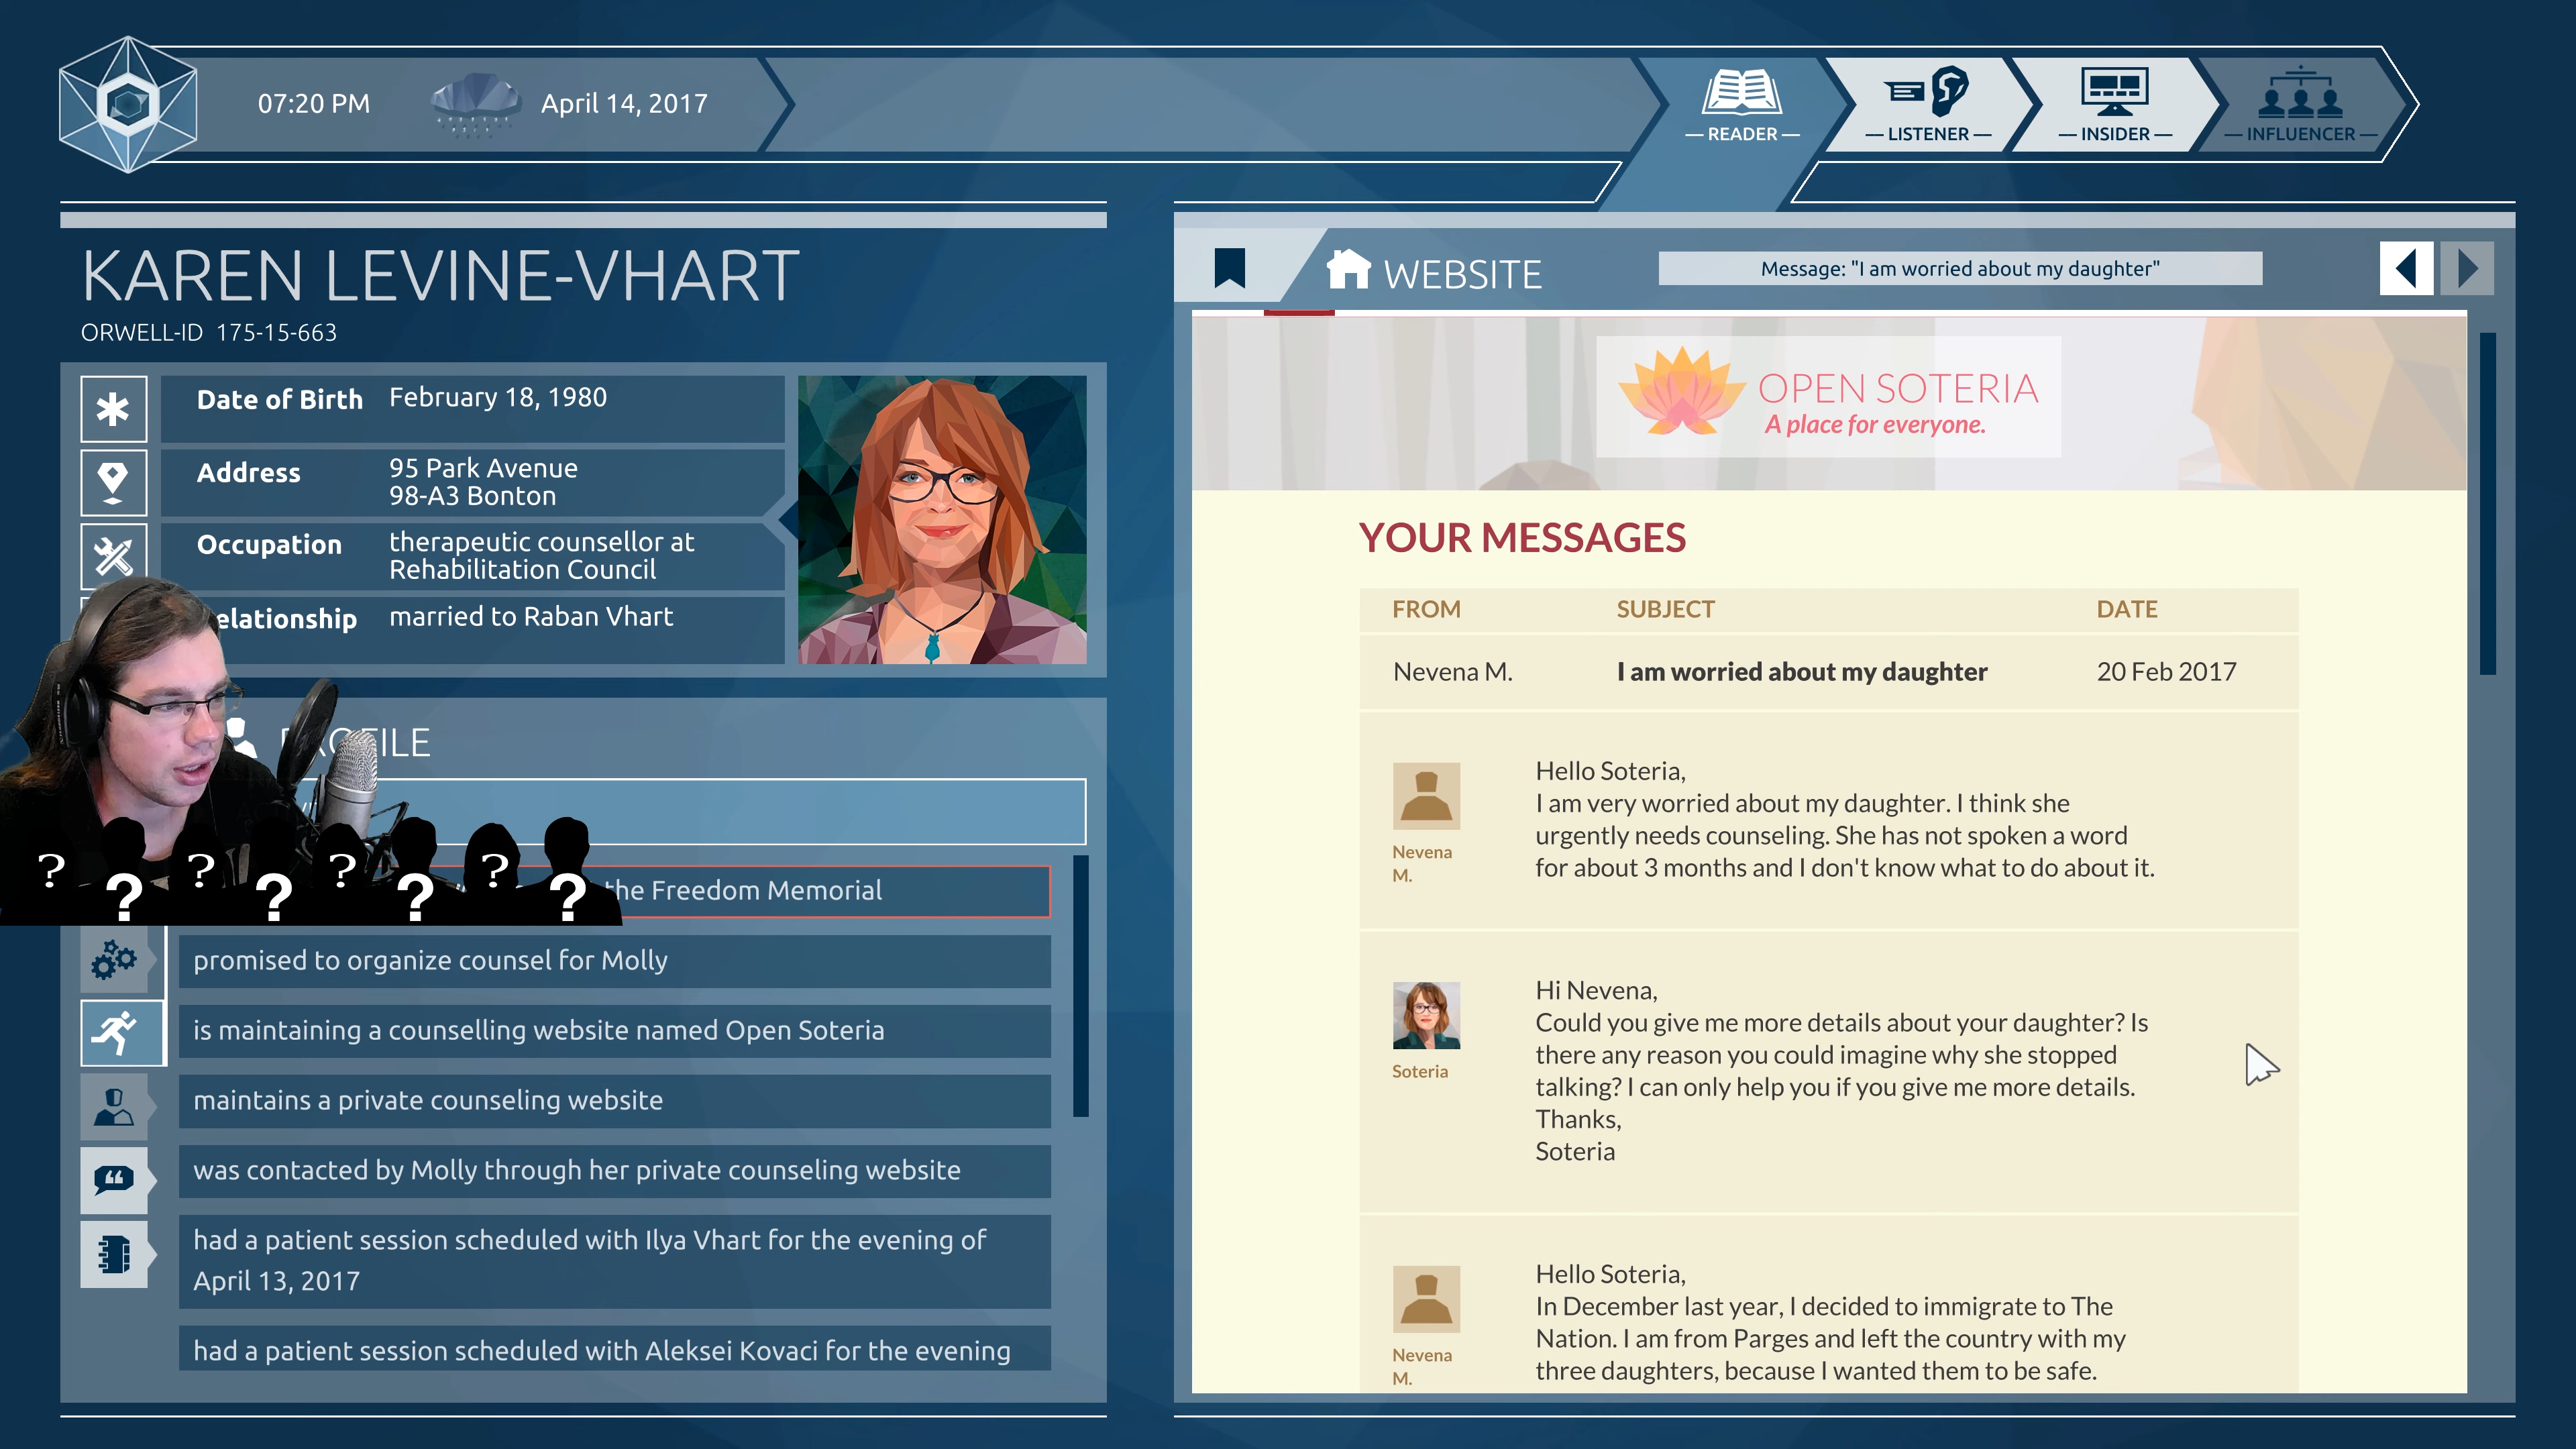 07:20 PM
April 14, 2017
READER
LISTENER
INSIDER
INFLUENCER
KAREN LEVINE-VHART
ORWELL-ID 175-15-663
Date of Birth February 18, 1980
Address 95 Park Avenue
98-A3 Bonton
Occupation therapeutic counsellor at
Rehabilitation Council
elationship married to Raban Vhart
the Freedom Memorial
? ? ? ? ? ? ? ?
promised to organize counsel for Molly
is maintaining a counselling website named Open Soteria
maintains a private counseling website
was contacted by Molly through her private counseling website
had a patient session scheduled with Ilya Vhart for the evening of
April 13, 2017
had a patient session scheduled with Aleksei Kovaci for the evening
WEBSITE
Message: "I am worried about my daughter"
OPEN SOTERIA
A place for everyone.
YOUR MESSAGES
FROM SUBJECT DATE
Nevena M. I am worried about my daughter 20 Feb 2017
Nevena
M.
Hello Soteria,
I am very worried about my daughter. I think she
urgently needs counseling. She has not spoken a word
for about 3 months and I don't know what to do about it.
Soteria
Hi Nevena,
Could you give me more details about your daughter? Is
there any reason you could imagine why she stopped
talking? I can only help you if you give me more details.
Thanks,
Soteria
Nevena
M.
Hello Soteria,
In December last year, I decided to immigrate to The
Nation. I am from Parges and left the country with my
three daughters, because I wanted them to be safe.